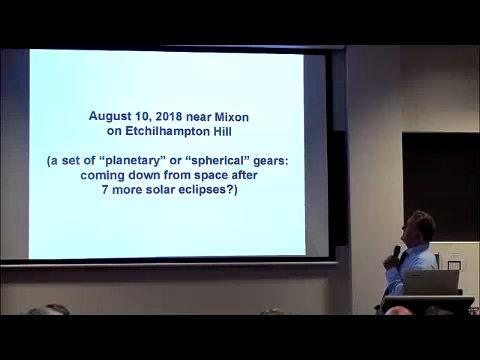 August 10, 2018 near Mixon
on Etchilhampton Hill
(a set of “planetary” or “spherical” gears:
coming down from space after
7 more solar eclipses?)